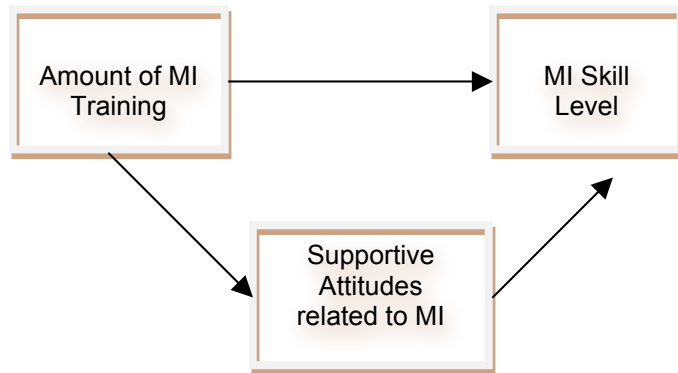 Amount of MI
Training
MI Skill
Level
Supportive
Attitudes
related to MI